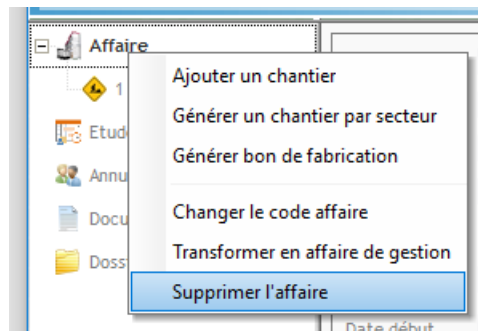 Affaire
Ajouter un chantier
1
Générer un chantier par secteur
Etud
Générer bon de fabrication
Annu
Docu
Changer le code affaire
Transformer en affaire de gestion
Doss
Supprimer l'affaire
Date début